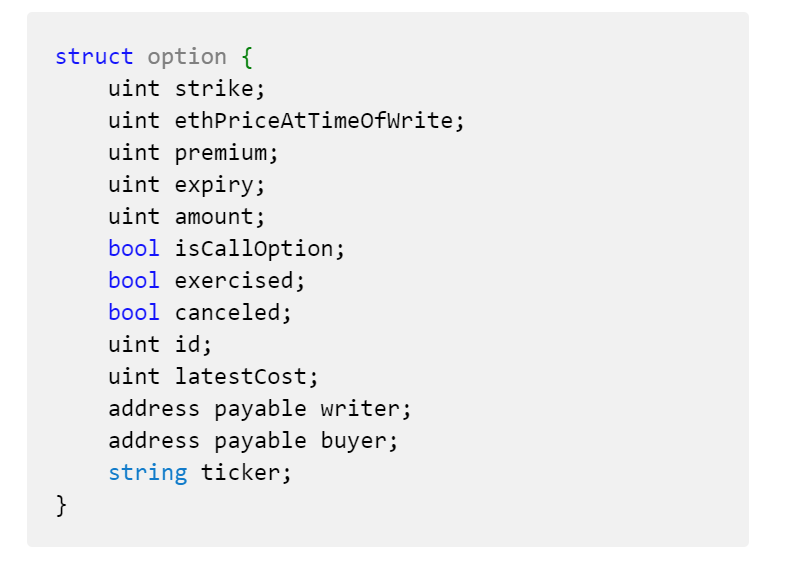 struct option {
    uint strike;
    uint ethPriceAtTimeOfWrite;
    uint premium;
    uint expiry;
    uint amount;
    bool isCallOption;
    bool exercised;
    bool canceled;
    uint id;
    uint latestCost;
    address payable writer;
    address payable buyer;
    string ticker;
}